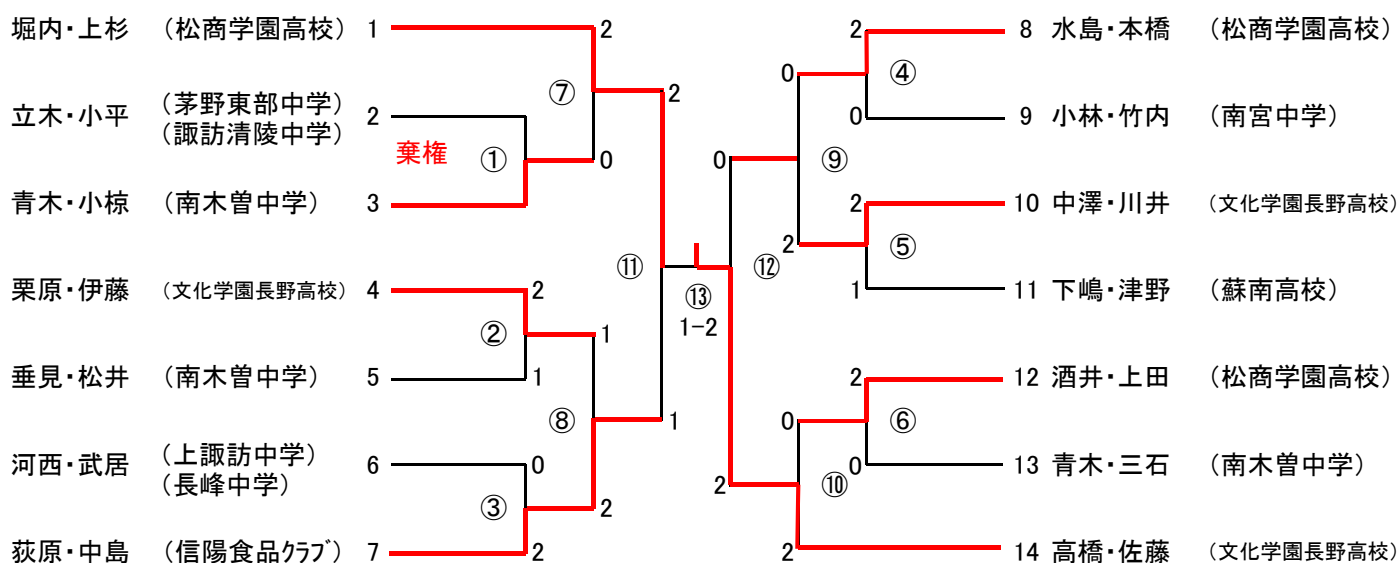 堀内・上杉 (松商学園高校) 1
立木・小平 (茅野東部中学) (諏訪清陵中学) 2
青木・小椋 (南木曽中学) 3
栗原・伊藤 (文化学園長野高校) 4
垂見・松井 (南木曽中学) 5
河西・武居 (上諏訪中学) (長峰中学) 6
荻原・中島 (信陽食品クラブ) 7
棄権
①
2
1
②
0
2
③
2
0
⑦
1
2
⑧
2
1
⑪
⑬
1-2
0
2
⑫
0
2
⑨
0
2
⑩
2
0
④
2
1
⑤
2
0
⑥
8 水島・本橋 (松商学園高校)
9 小林・竹内 (南宮中学)
10 中澤・川井 (文化学園長野高校)
11 下嶋・津野 (蘇南高校)
12 酒井・上田 (松商学園高校)
13 青木・三石 (南木曽中学)
14 高橋・佐藤 (文化学園長野高校)